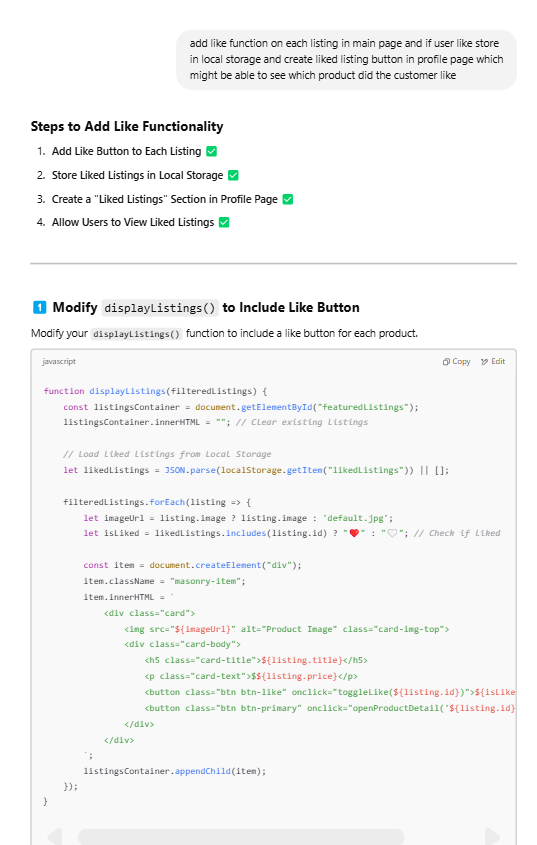 add like function on each listing in main page and if user like store
in local storage and create liked listing button in profile page which
might be able to see which product did the customer like
Steps to Add Like Functionality
1. Add Like Button to Each Listing ✅
2. Store Liked Listings in Local Storage ✅
3. Create a "Liked Listings" Section in Profile Page ✅
4. Allow Users to View Liked Listings ✅
1️⃣ Modify displayListings() to Include Like Button
Modify your displayListings() function to include a like button for each product.
javascript Copy Edit
function displayListings(filteredListings) {
    const listingsContainer = document.getElementById("featuredListings");
    listingsContainer.innerHTML = ""; // Clear existing listings
    // Load liked listings from Local Storage
    let likedListings = JSON.parse(localStorage.getItem("likedListings")) || [];
    filteredListings.forEach(listing => {
        let imageUrl = listing.image ? listing.image : 'default.jpg';
        let isLiked = likedListings.includes(listing.id) ? "❤️" : "🤍"; // Check if liked
        const item = document.createElement("div");
        item.className = "masonry-item";
        item.innerHTML = `
            <div class="card">
                <img src="${imageUrl}" alt="Product Image" class="card-img-top">
                <div class="card-body">
                    <h5 class="card-title">${listing.title}</h5>
                    <p class="card-text">$${listing.price}</p>
                    <button class="btn btn-like" onclick="toggleLike(${listing.id})">${isLike
                    <button class="btn btn-primary" onclick="openProductDetail('${listing.id}
                </div>
            </div>
        `;
        listingsContainer.appendChild(item);
    });
}